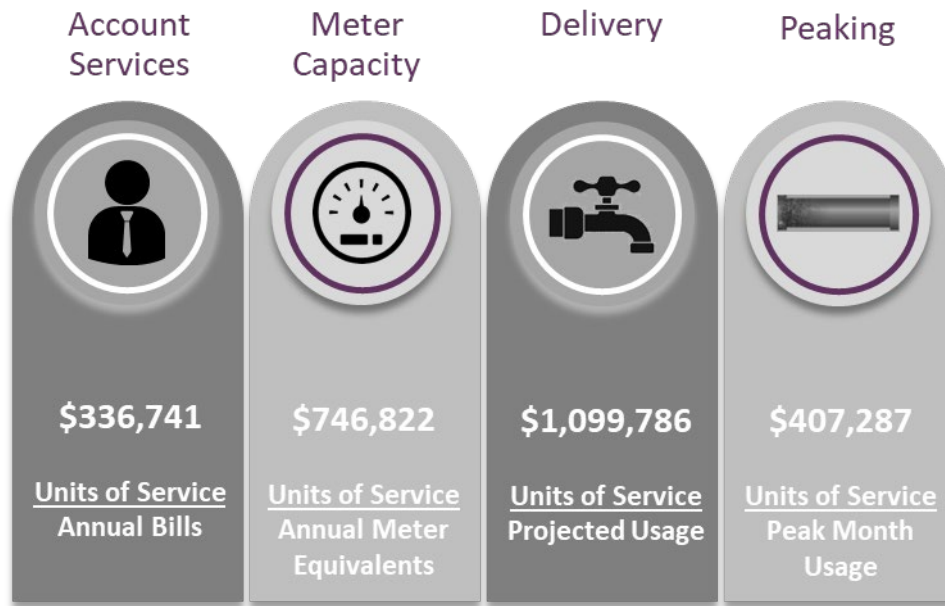 Account
Services
$336,741
Units of Service
Annual Bills
Meter
Capacity
$746,822
Units of Service
Annual Meter
Equivalents
Delivery
$1,099,786
Units of Service
Projected Usage
Peaking
$407,287
Units of Service
Peak Month
Usage